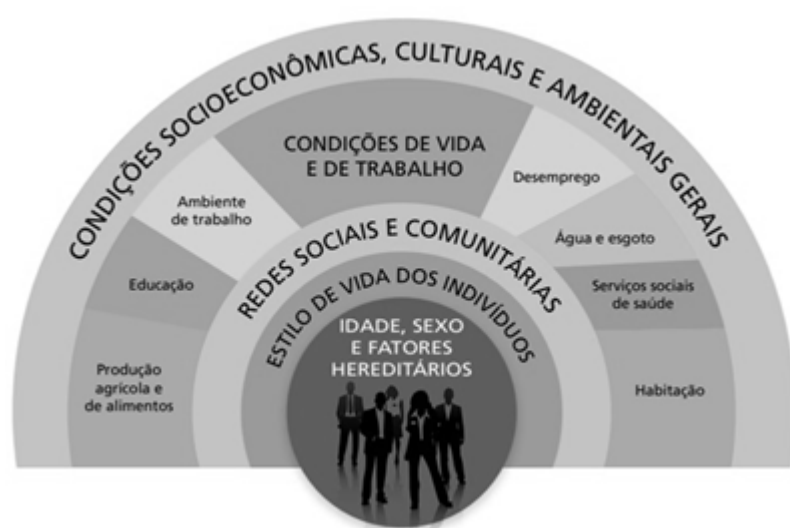 CONDIÇÕES SOCIOECONÔMICAS, CULTURAIS E AMBIENTAIS GERAIS
CONDIÇÕES DE VIDA
E DE TRABALHO
Ambiente
de trabalho
Educação
Produção
agrícola e
de alimentos
Desemprego
Água e esgoto
Serviços sociais
de saúde
Habitação
REDES SOCIAIS E COMUNITÁRIAS
ESTILO DE VIDA DOS INDIVÍDUOS
IDADE, SEXO
E FATORES
HEREDITÁRIOS